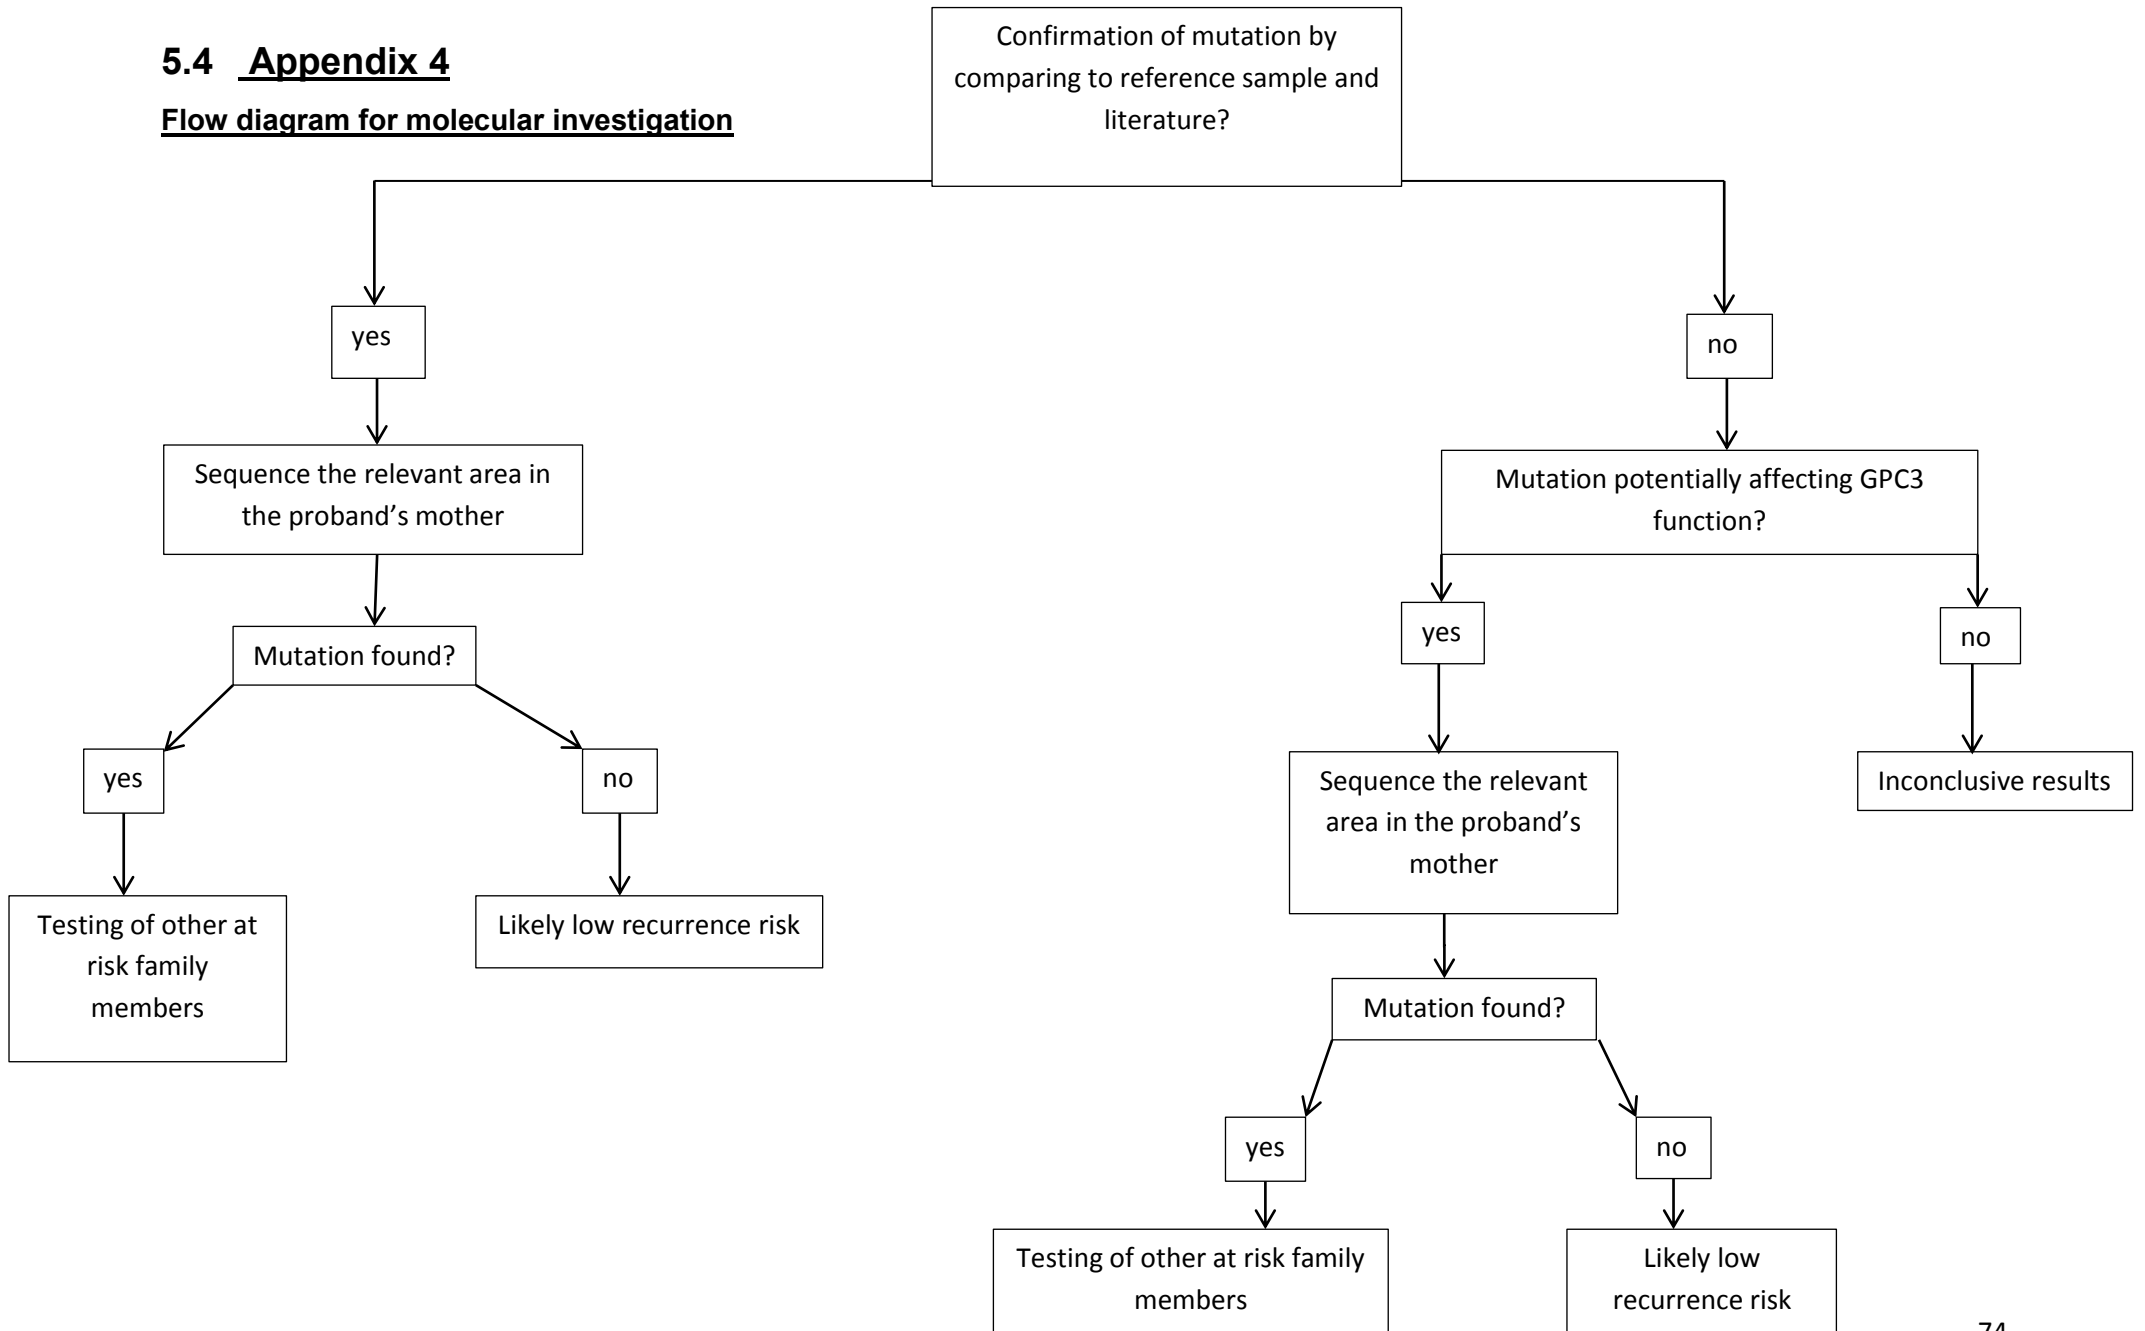 5.4 Appendix 4
Flow diagram for molecular investigation
Confirmation of mutation by
comparing to reference sample and
literature?
yes
no
Sequence the relevant area in
the proband’s mother
Mutation potentially affecting GPC3
function?
Mutation found?
yes
no
yes
no
Sequence the relevant
area in the proband’s
mother
Inconclusive results
Testing of other at
risk family
members
Likely low recurrence risk
Mutation found?
yes
no
Testing of other at risk family
members
Likely low
recurrence risk
74